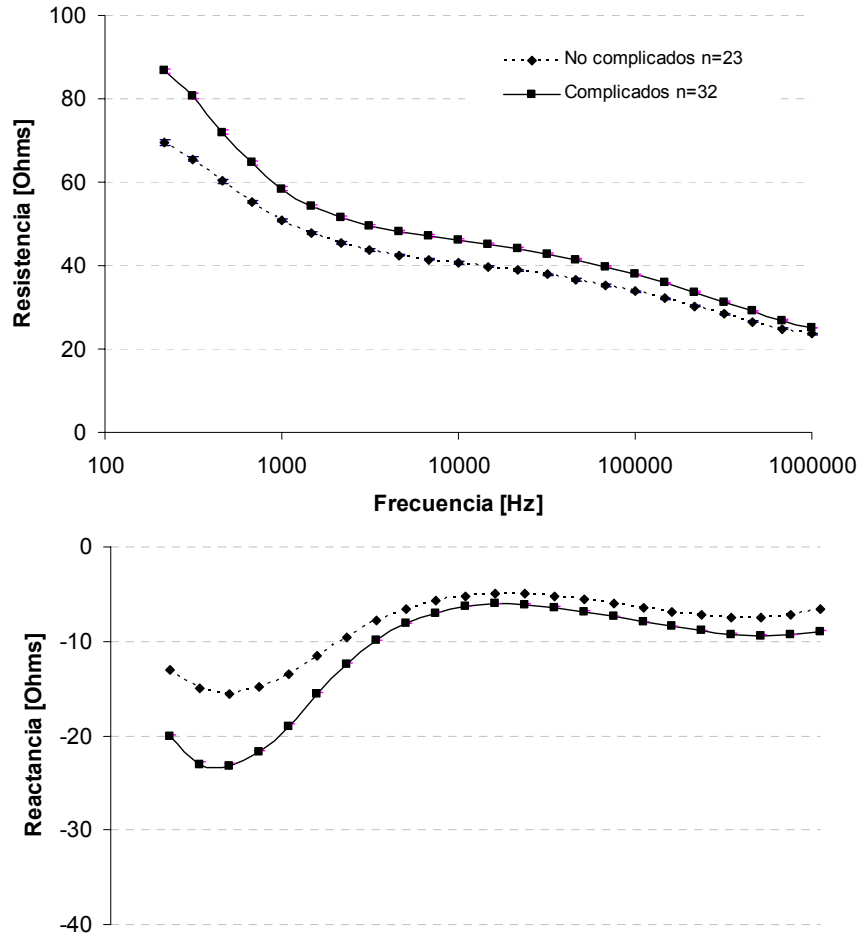 100
80
60
40
20
0
Resistencia [Ohms]
No complicados n=23
Complicados n=32
100 1000 10000 100000 1000000
Frecuencia [Hz]
0
-10
-20
-30
-40
Reactancia [Ohms]